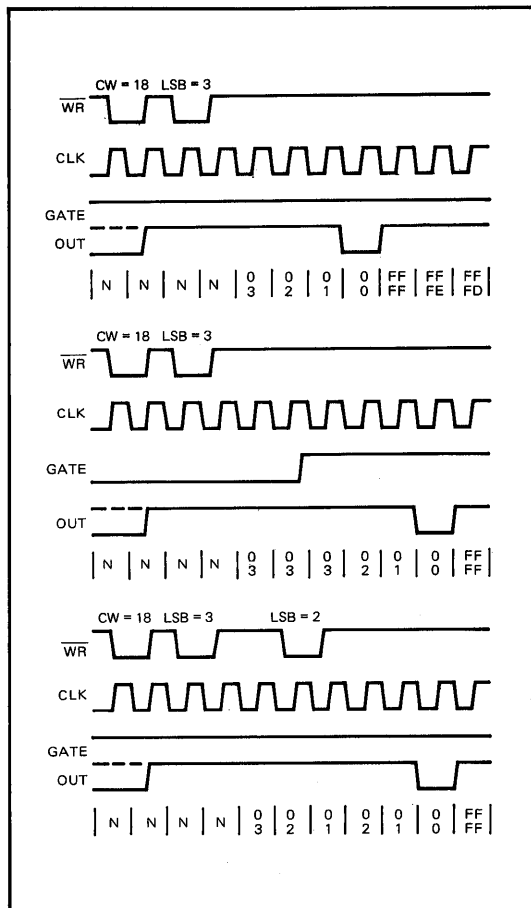 CW = 18 LSB = 3
WR
CLK
GATE
OUT
N N N N 0 0 0 0 FF FF FF
3 2 1 0 FF FE FD
CW = 18 LSB = 3
WR
CLK
GATE
OUT
N N N N 0 0 0 0 0 0 FF
3 3 3 2 1 0 FF
CW = 18 LSB = 3 LSB = 2
WR
CLK
GATE
OUT
N N N N 0 0 0 0 0 0 FF
3 2 1 2 1 0 FF